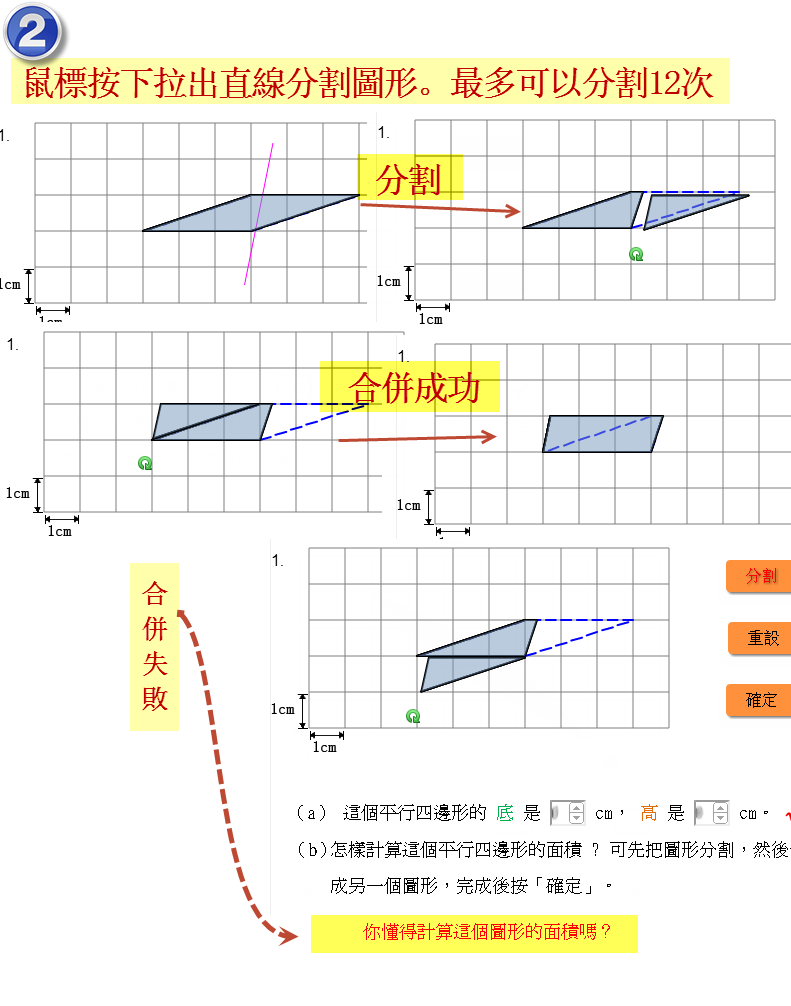 2
鼠標按下拉出直線分割圖形。最多可以分割12次
1.
1.
分割
1cm
1cm
1cm
1cm
1.
1.
合併成功
1cm
1cm
1cm
1.
分割
合併失敗
重設
確定
1cm
1cm
(a) 這個平行四邊形的 底 是 cm, 高 是 cm。
(b)怎樣計算這個平行四邊形的面積？可先把圖形分割，然後
成另一個圖形，完成後按「確定」。
你懂得計算這個圖形的面積嗎？